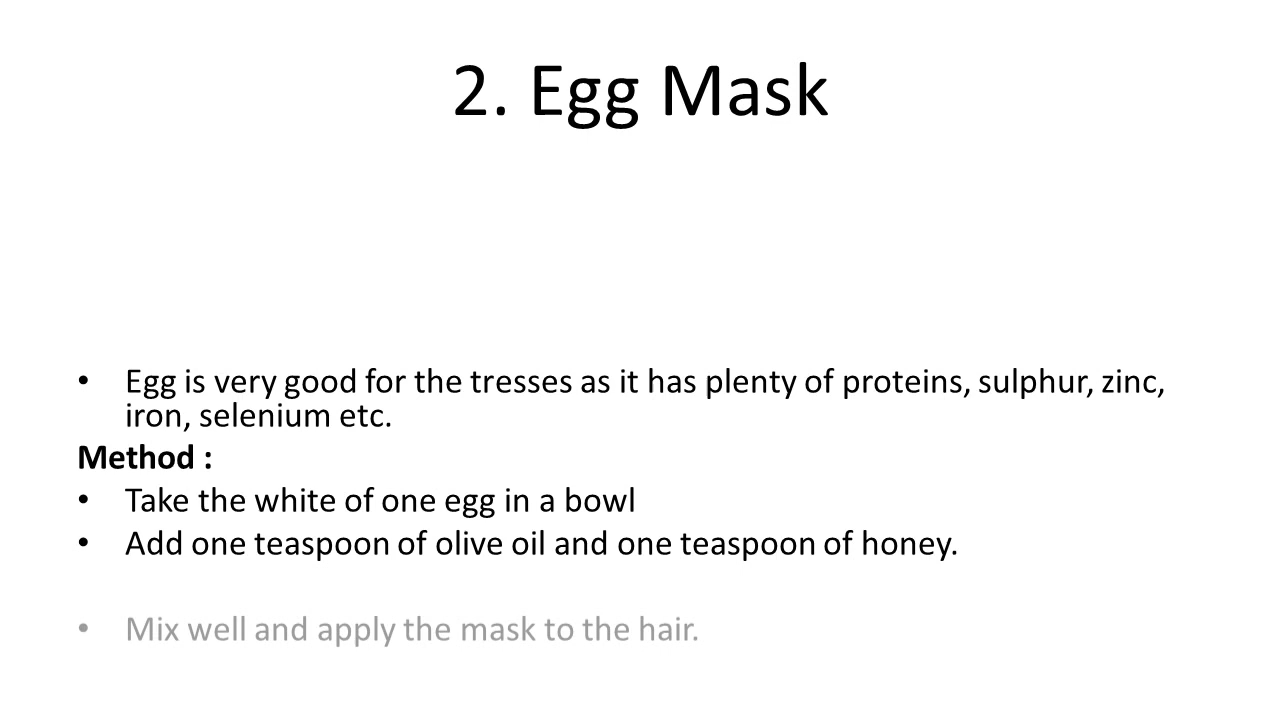 2. Egg Mask
• Egg is very good for the tresses as it has plenty of proteins, sulphur, zinc,
iron, selenium etc.
Method :
• Take the white of one egg in a bowl
• Add one teaspoon of olive oil and one teaspoon of honey.
• Mix well and apply the mask to the hair.